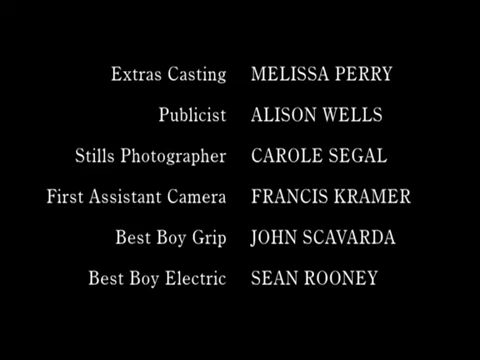 Extras Casting MELISSA PERRY
Publicist ALISON WELLS
Stills Photographer CAROLE SEGAL
First Assistant Camera FRANCIS KRAMER
Best Boy Grip JOHN SCAVARDA
Best Boy Electric SEAN ROONEY